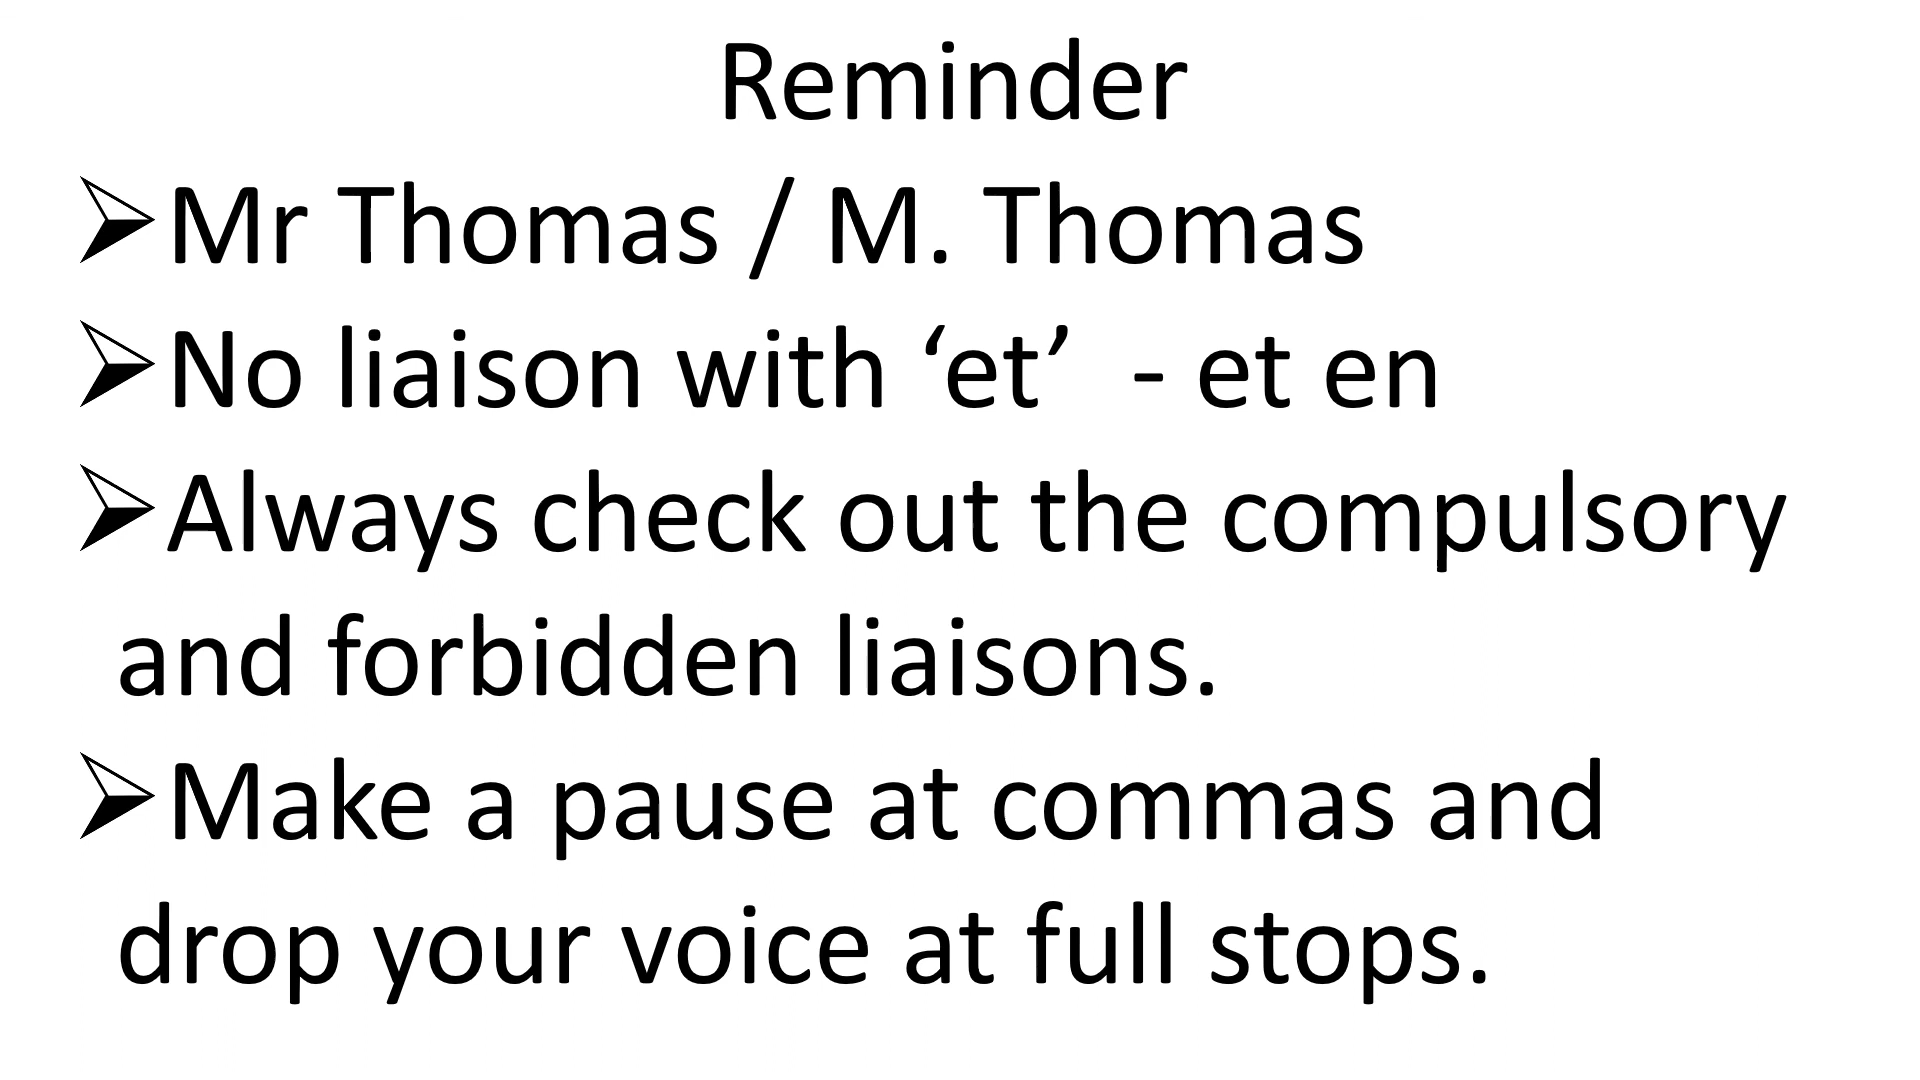 Reminder
➢Mr Thomas / M. Thomas
➢No liaison with ‘et’  - et en
➢Always check out the compulsory
and forbidden liaisons.
➢Make a pause at commas and
drop your voice at full stops.